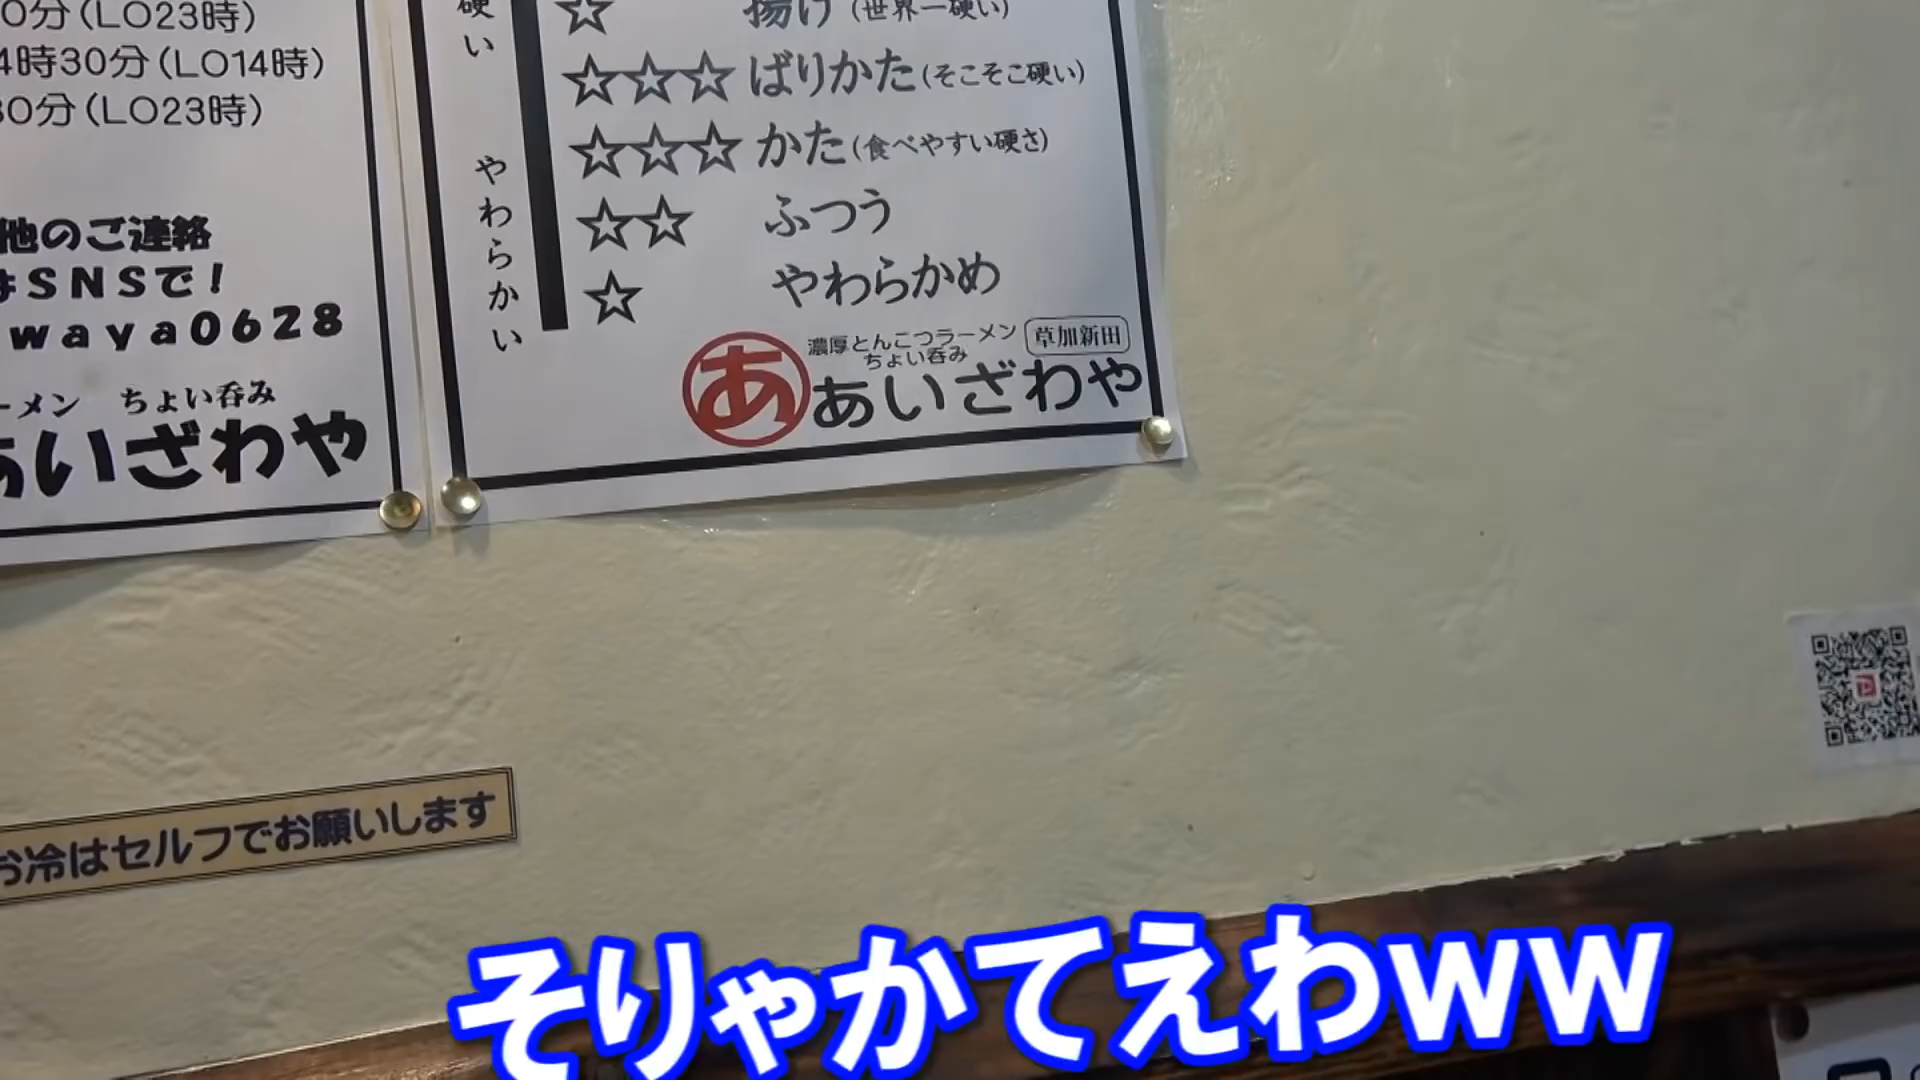 0分(LO23時)
4時30分(LO14時)
30分(LO23時)
他のご連絡
はSNSで!
waya0628
ーメン ちょい呑み
あいざわや
硬い
やわらかい
☆ 揚げ(世界一硬い)
☆☆☆ ばりかた(そこそこ硬い)
☆☆☆ かた(食べやすい硬さ)
☆☆ ふつう
☆ やわらかめ
あ
濃厚とんこつラーメン 草加新田
ちょい呑み
あいざわや
お冷はセルフでお願いします
そりゃかてえわww